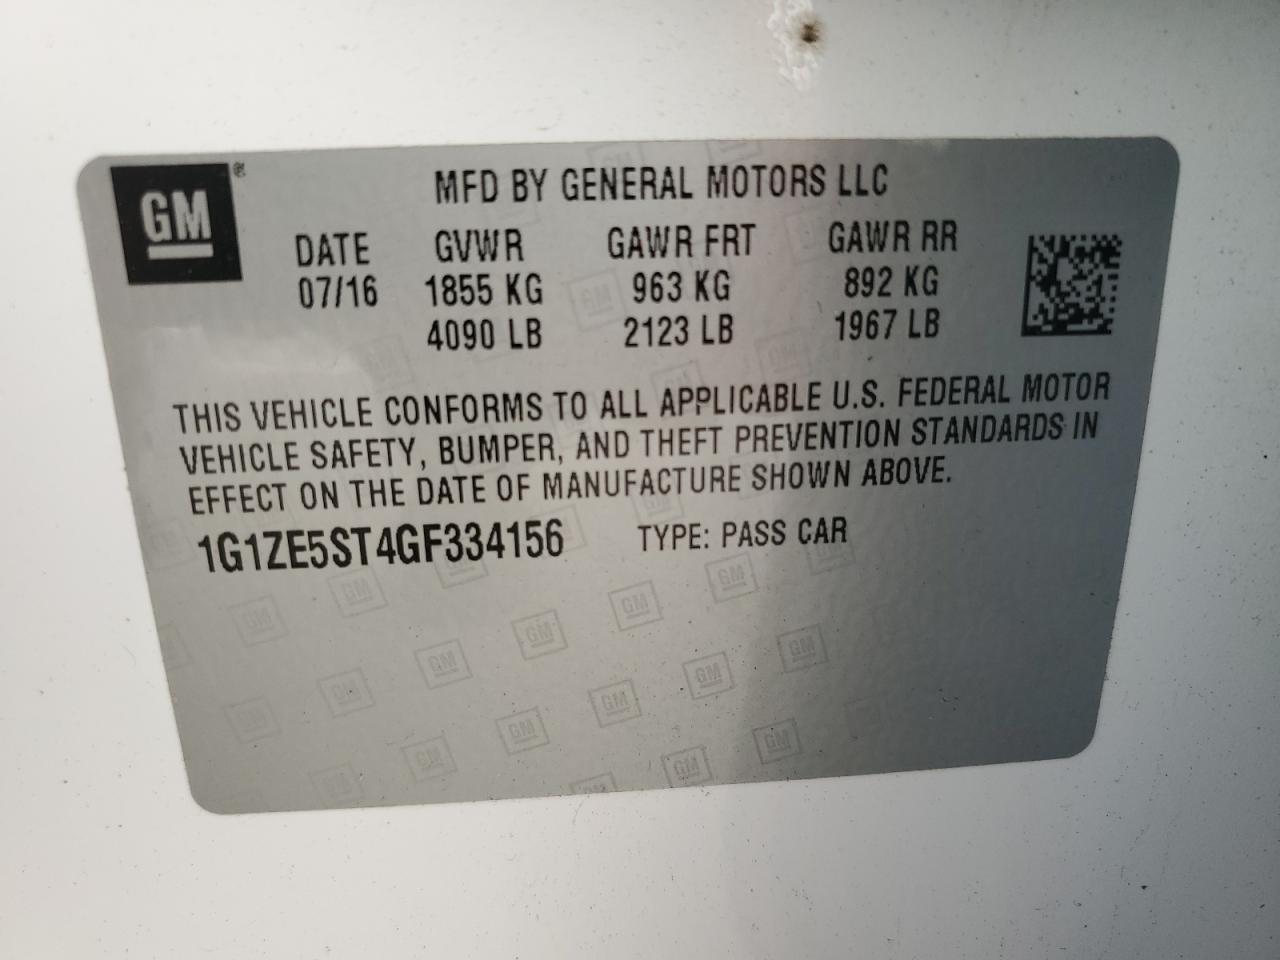 GM®
MFD BY GENERAL MOTORS LLC
DATE GVWR GAWR FRT GAWR RR
07/16 1855 KG 963 KG 892 KG
4090 LB 2123 LB 1967 LB
THIS VEHICLE CONFORMS TO ALL APPLICABLE U.S. FEDERAL MOTOR
VEHICLE SAFETY, BUMPER, AND THEFT PREVENTION STANDARDS IN
EFFECT ON THE DATE OF MANUFACTURE SHOWN ABOVE.
1G1ZE5ST4GF334156 TYPE: PASS CAR